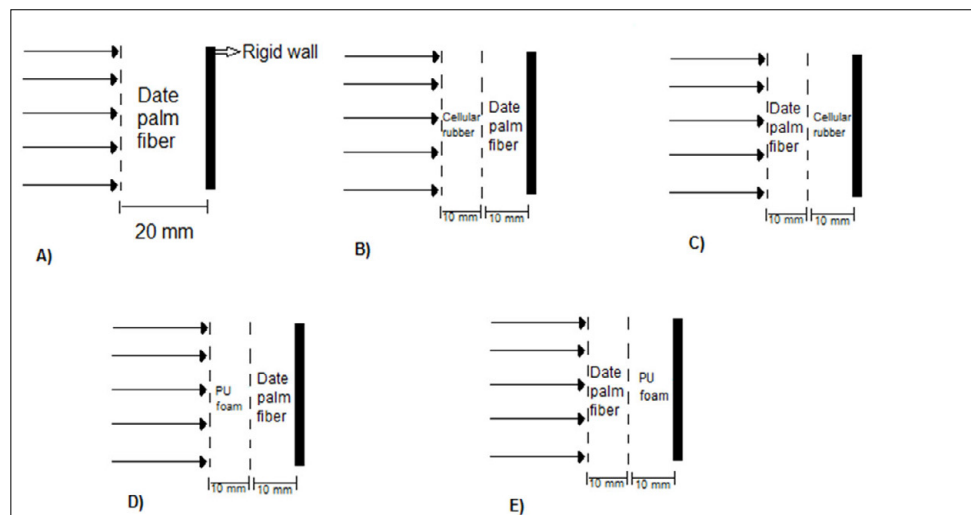 Rigid wall
Date
palm
fiber
20 mm
A)
Cellular
rubber
Date
palm
fiber
10 mm
10 mm
B)
Date
palm
fiber
Cellular
rubber
10 mm
10 mm
C)
PU
foam
Date
palm
fiber
10 mm
10 mm
D)
Date
palm
fiber
PU
foam
10 mm
10 mm
E)